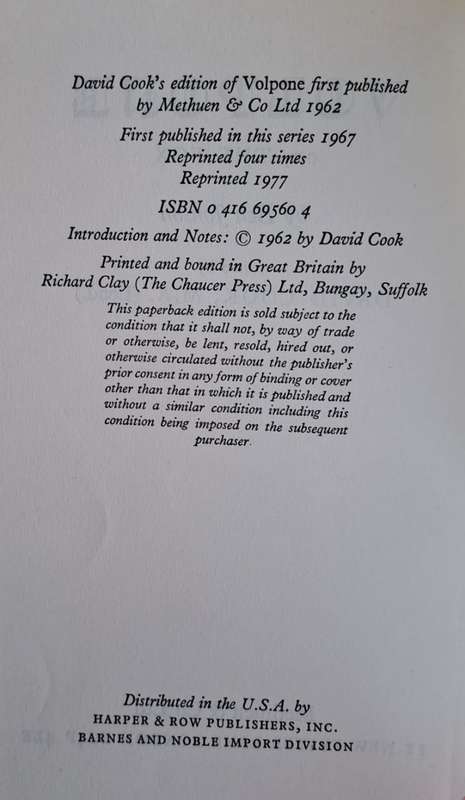 David Cook's edition of Volpone first published
by Methuen & Co Ltd 1962
First published in this series 1967
Reprinted four times
Reprinted 1977
ISBN 0 416 69560 4
Introduction and Notes: © 1962 by David Cook
Printed and bound in Great Britain by
Richard Clay (The Chaucer Press) Ltd, Bungay, Suffolk
This paperback edition is sold subject to the
condition that it shall not, by way of trade
or otherwise, be lent, resold, hired out, or
otherwise circulated without the publisher's
prior consent in any form of binding or cover
other than that in which it is published and
without a similar condition including this
condition being imposed on the subsequent
purchaser.
Distributed in the U.S.A. by
HARPER & ROW PUBLISHERS, INC.
BARNES AND NOBLE IMPORT DIVISION